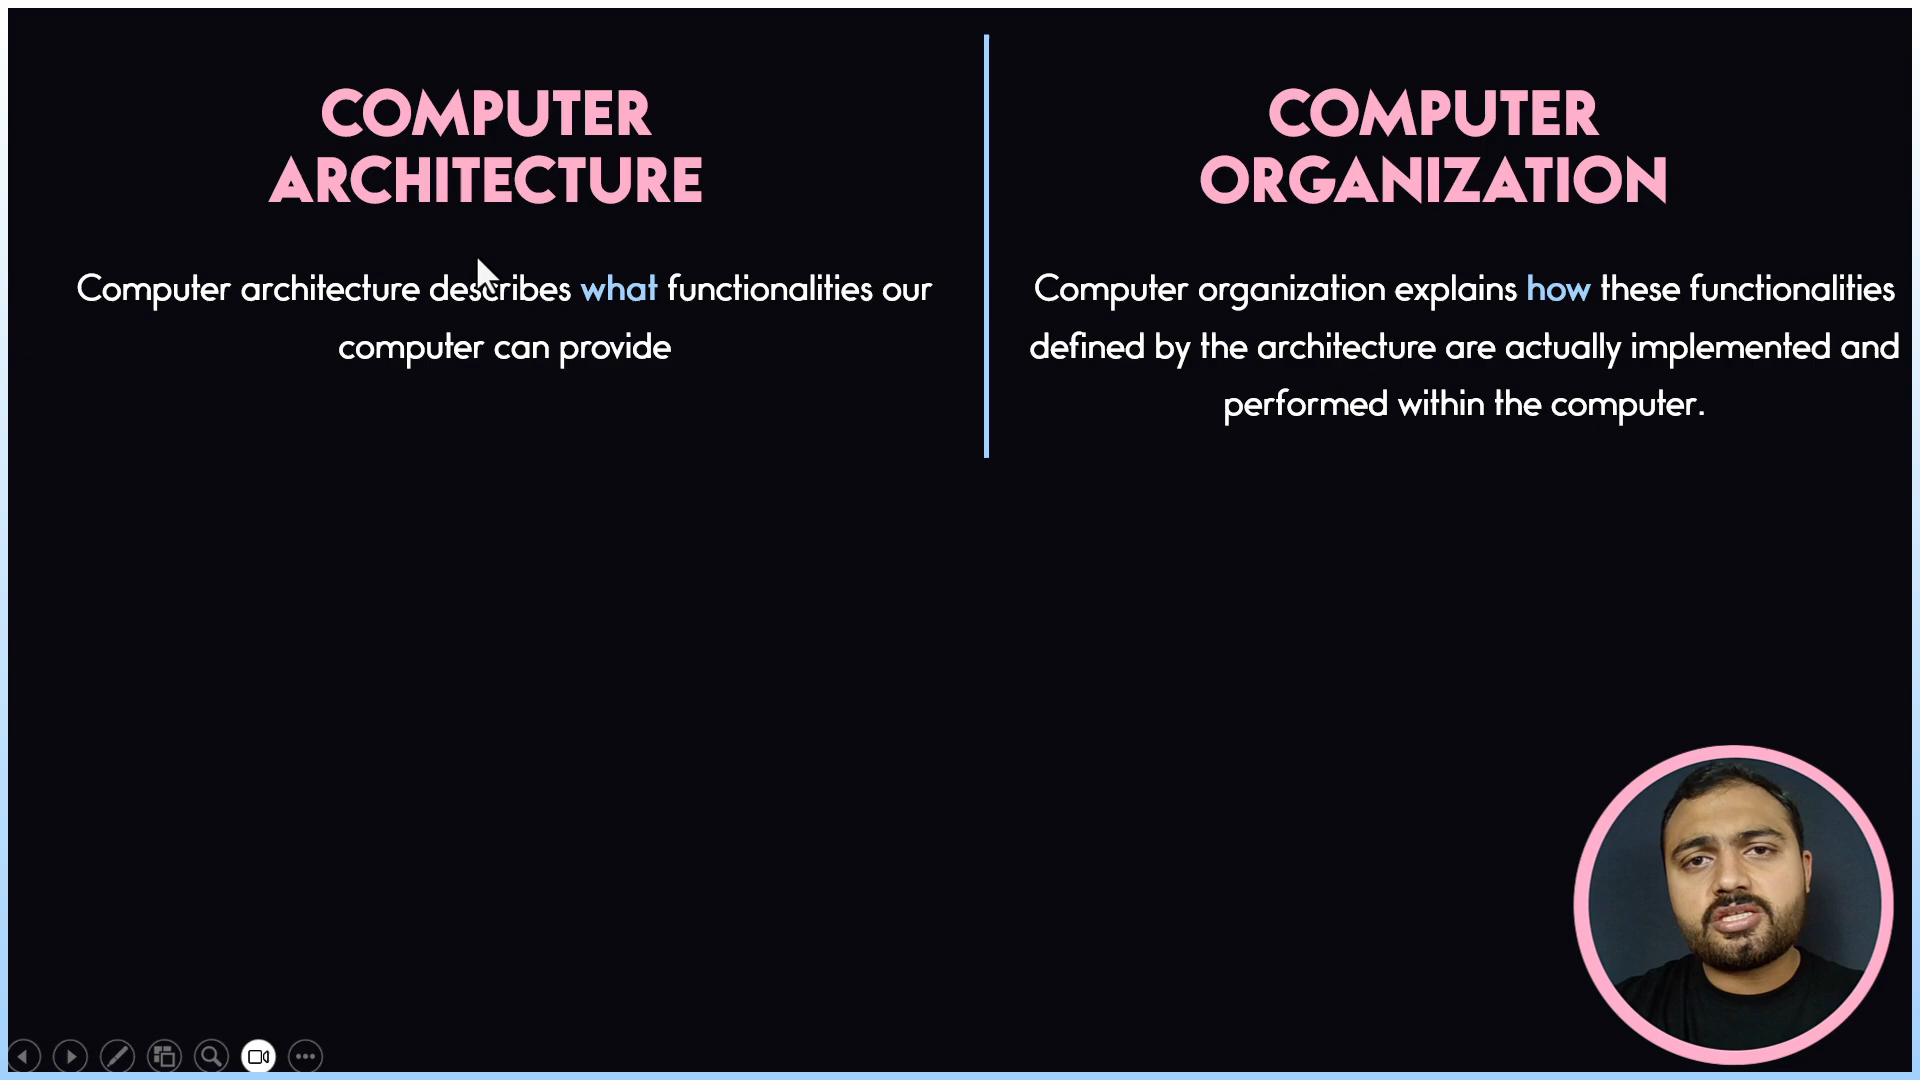 COMPUTER
ARCHITECTURE
Computer architecture describes what functionalities our
computer can provide
COMPUTER
ORGANIZATION
Computer organization explains how these functionalities
defined by the architecture are actually implemented and
performed within the computer.